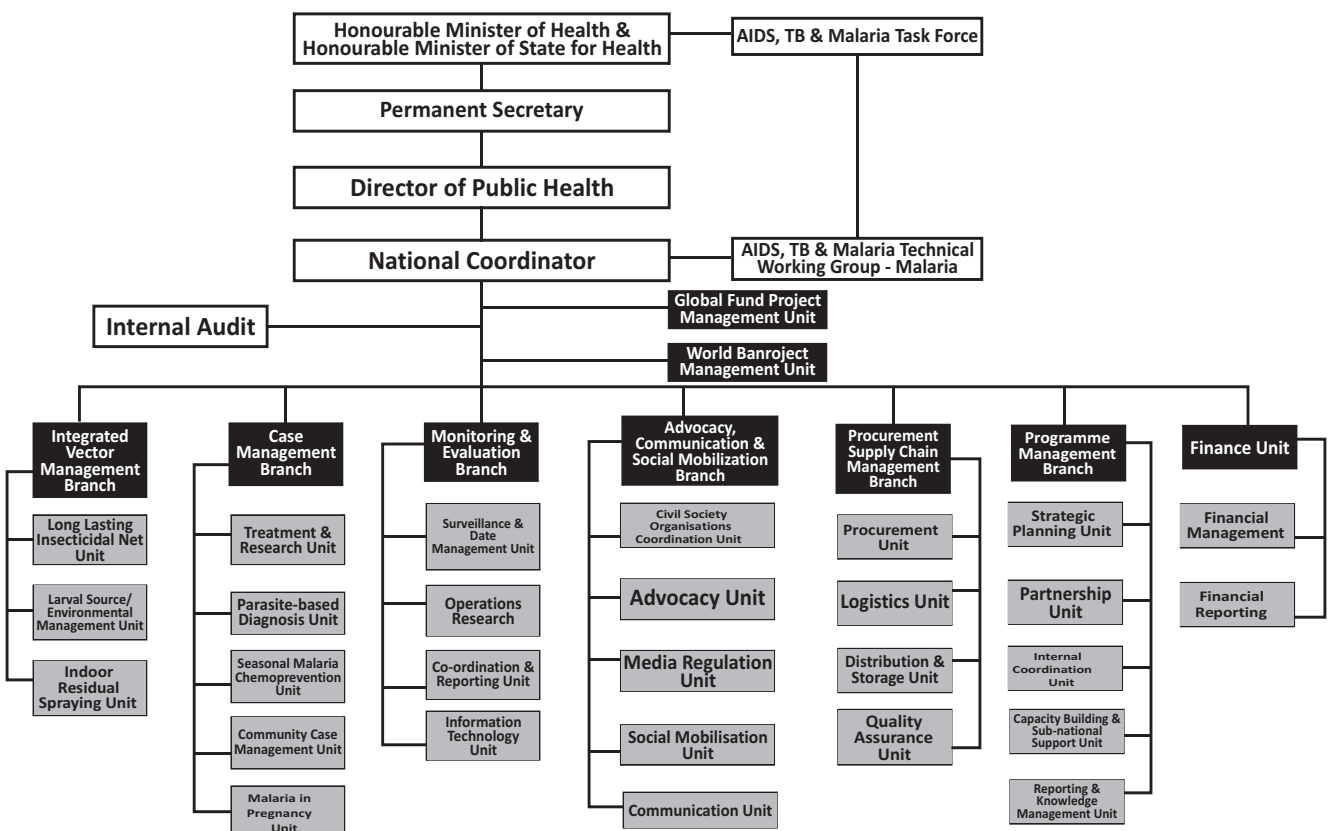 Honourable Minister of Health &
Honourable Minister of State for Health
AIDS, TB & Malaria Task Force
Permanent Secretary
Director of Public Health
National Coordinator
AIDS, TB & Malaria Technical
Working Group - Malaria
Global Fund Project
Management Unit
Internal Audit
World Banroject
Management Unit
Integrated
Vector
Management
Branch
Long Lasting
Insecticidal Net
Unit
Larval Source/
Environmental
Management Unit
Indoor
Residual
Spraying Unit
Case
Management
Branch
Treatment &
Research Unit
Parasite-based
Diagnosis Unit
Seasonal Malaria
Chemoprevention
Unit
Community Case
Management Unit
Malaria in
Pregnancy
Unit
Monitoring &
Evaluation
Branch
Surveillance &
Date
Management Unit
Operations
Research
Co-ordination &
Reporting Unit
Information
Technology
Unit
Advocacy,
Communication &
Social Mobilization
Branch
Civil Society
Organisations
Coordination Unit
Advocacy Unit
Media Regulation
Unit
Social Mobilisation
Unit
Communication Unit
Procurement
Supply Chain
Management
Branch
Procurement
Unit
Logistics Unit
Distribution &
Storage Unit
Quality
Assurance
Unit
Programme
Management
Branch
Strategic
Planning Unit
Partnership
Unit
Internal
Coordination
Unit
Capacity Building &
Sub-national
Support Unit
Reporting &
Knowledge
Management Unit
Finance Unit
Financial
Management
Financial
Reporting